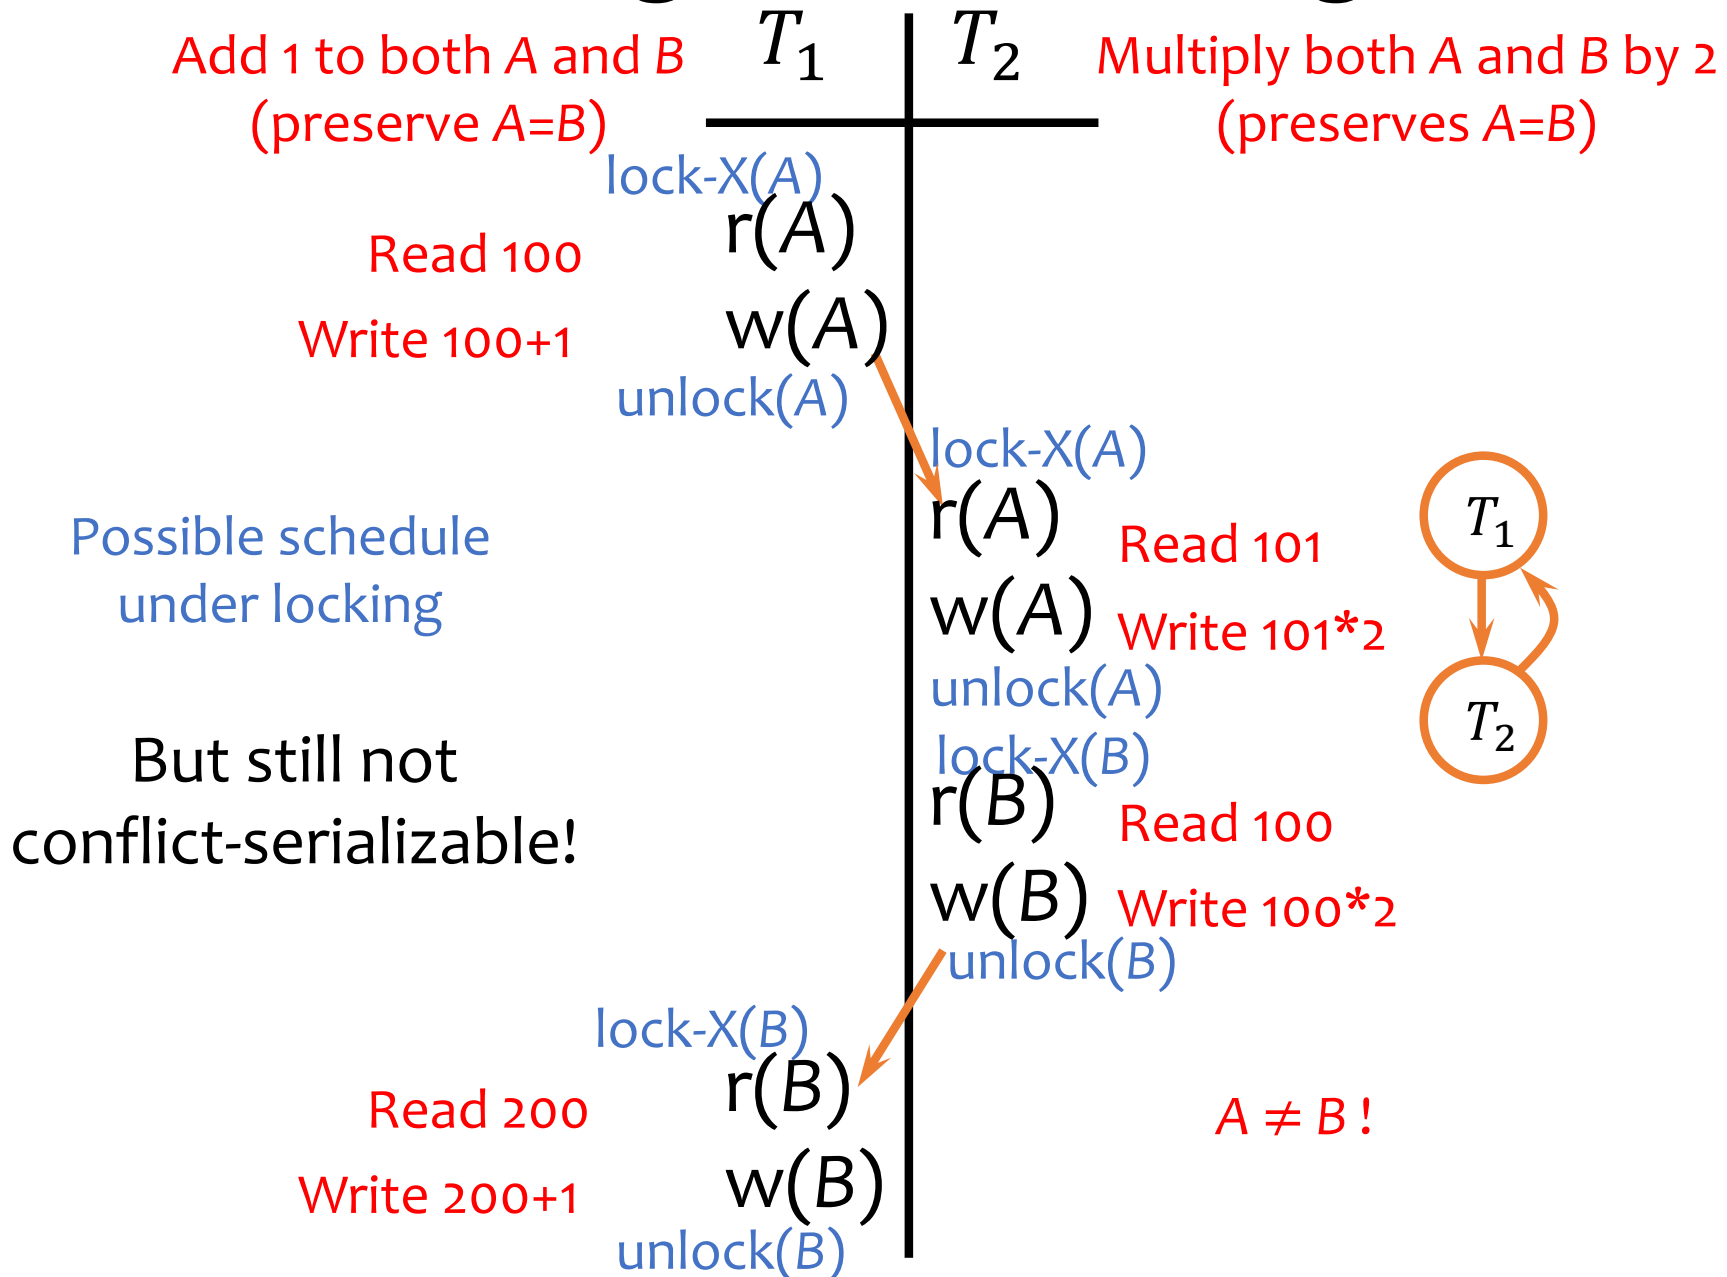 T₁
T₂
Add 1 to both A and B
(preserve A=B)
Multiply both A and B by 2
(preserves A=B)
lock-X(A)
r(A)
Read 100
w(A)
Write 100+1
unlock(A)
lock-X(A)
r(A)
Read 101
w(A)
Write 101*2
unlock(A)
Possible schedule
under locking
T₁
T₂
But still not
conflict-serializable!
lock-X(B)
r(B)
Read 100
w(B)
Write 100*2
unlock(B)
lock-X(B)
r(B)
Read 200
w(B)
Write 200+1
unlock(B)
A ≠ B !